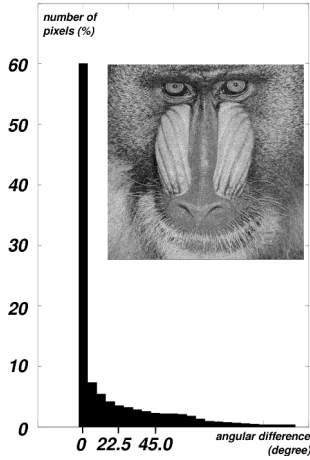 number of
pixels (%)
60
50
40
30
20
10
0
0 22.5 45.0
angular difference
(degree)